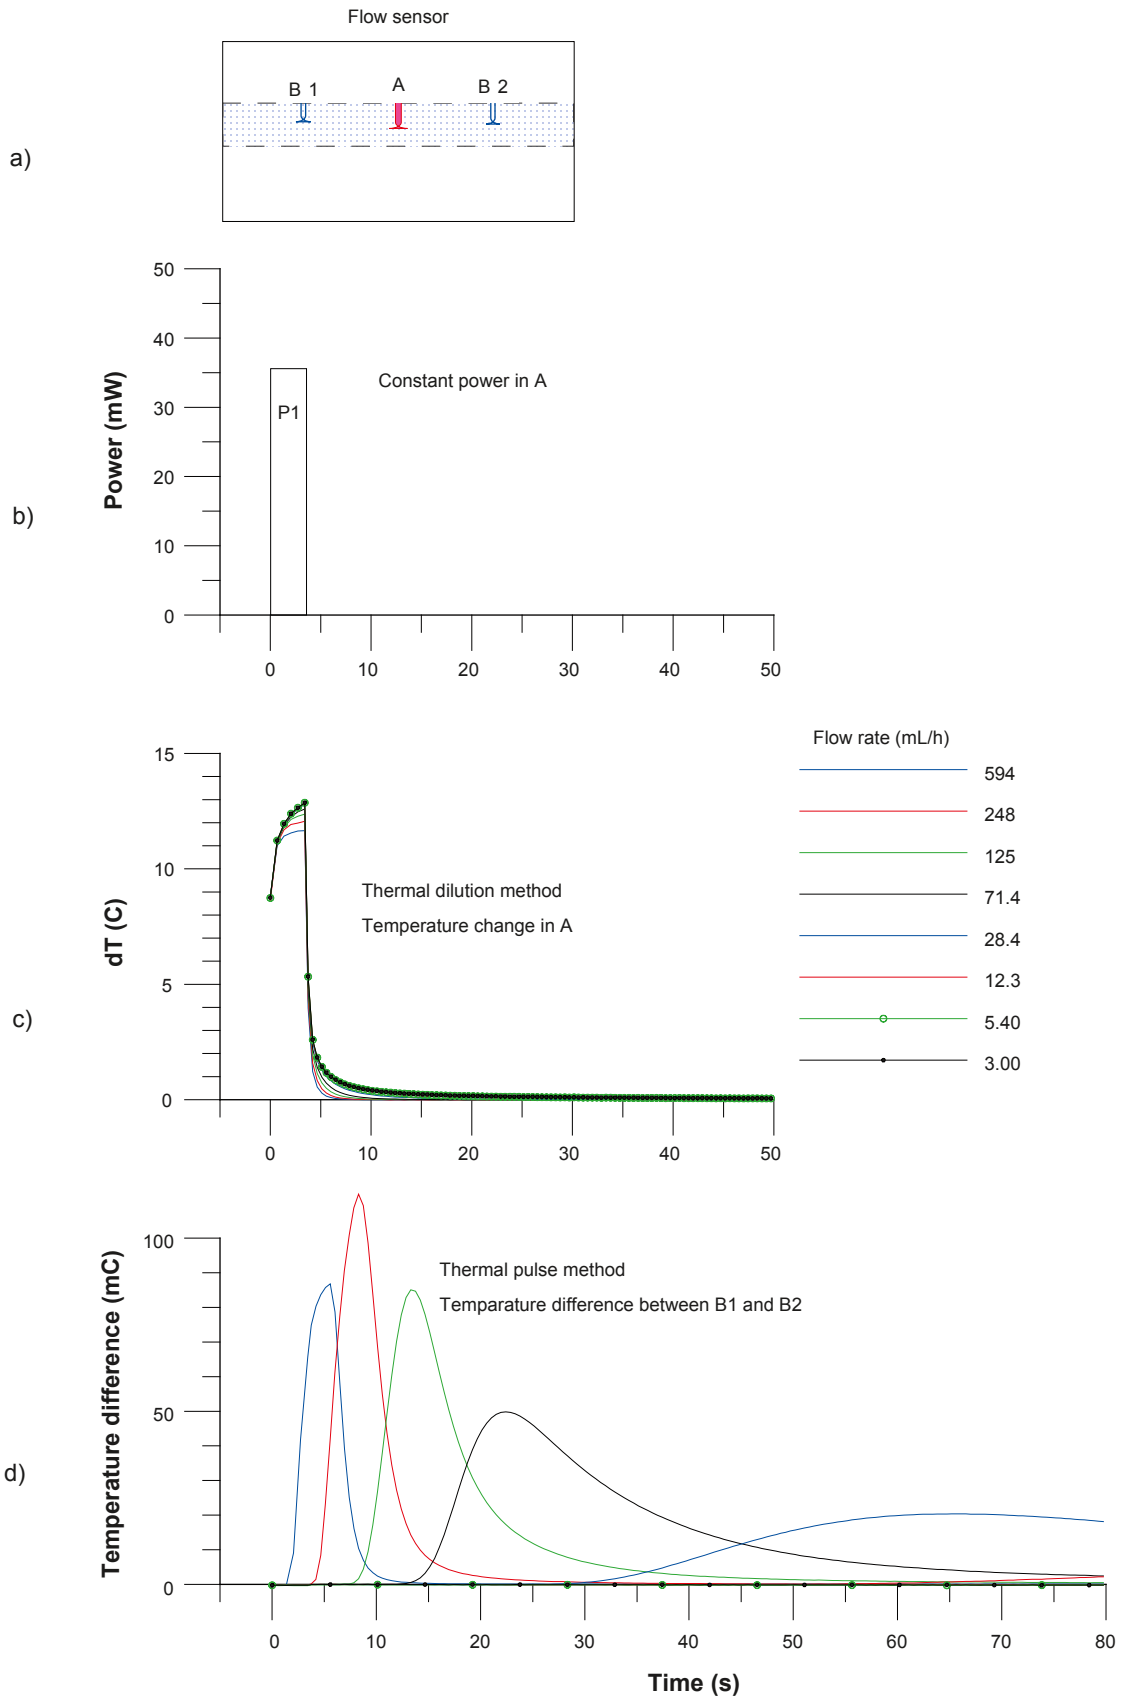 Flow sensor
B 1
A
B 2
a)
50
40
30
20
10
0
Power (mW)
P1
Constant power in A
b)
0
10
20
30
40
50
15
10
5
0
dT (C)
Thermal dilution method
Temperature change in A
c)
0
10
20
30
40
50
Flow rate (mL/h)
594
248
125
71.4
28.4
12.3
5.40
3.00
100
50
0
Temperature difference (mC)
Thermal pulse method
Temparature difference between B1 and B2
d)
0
10
20
30
40
50
60
70
80
Time (s)